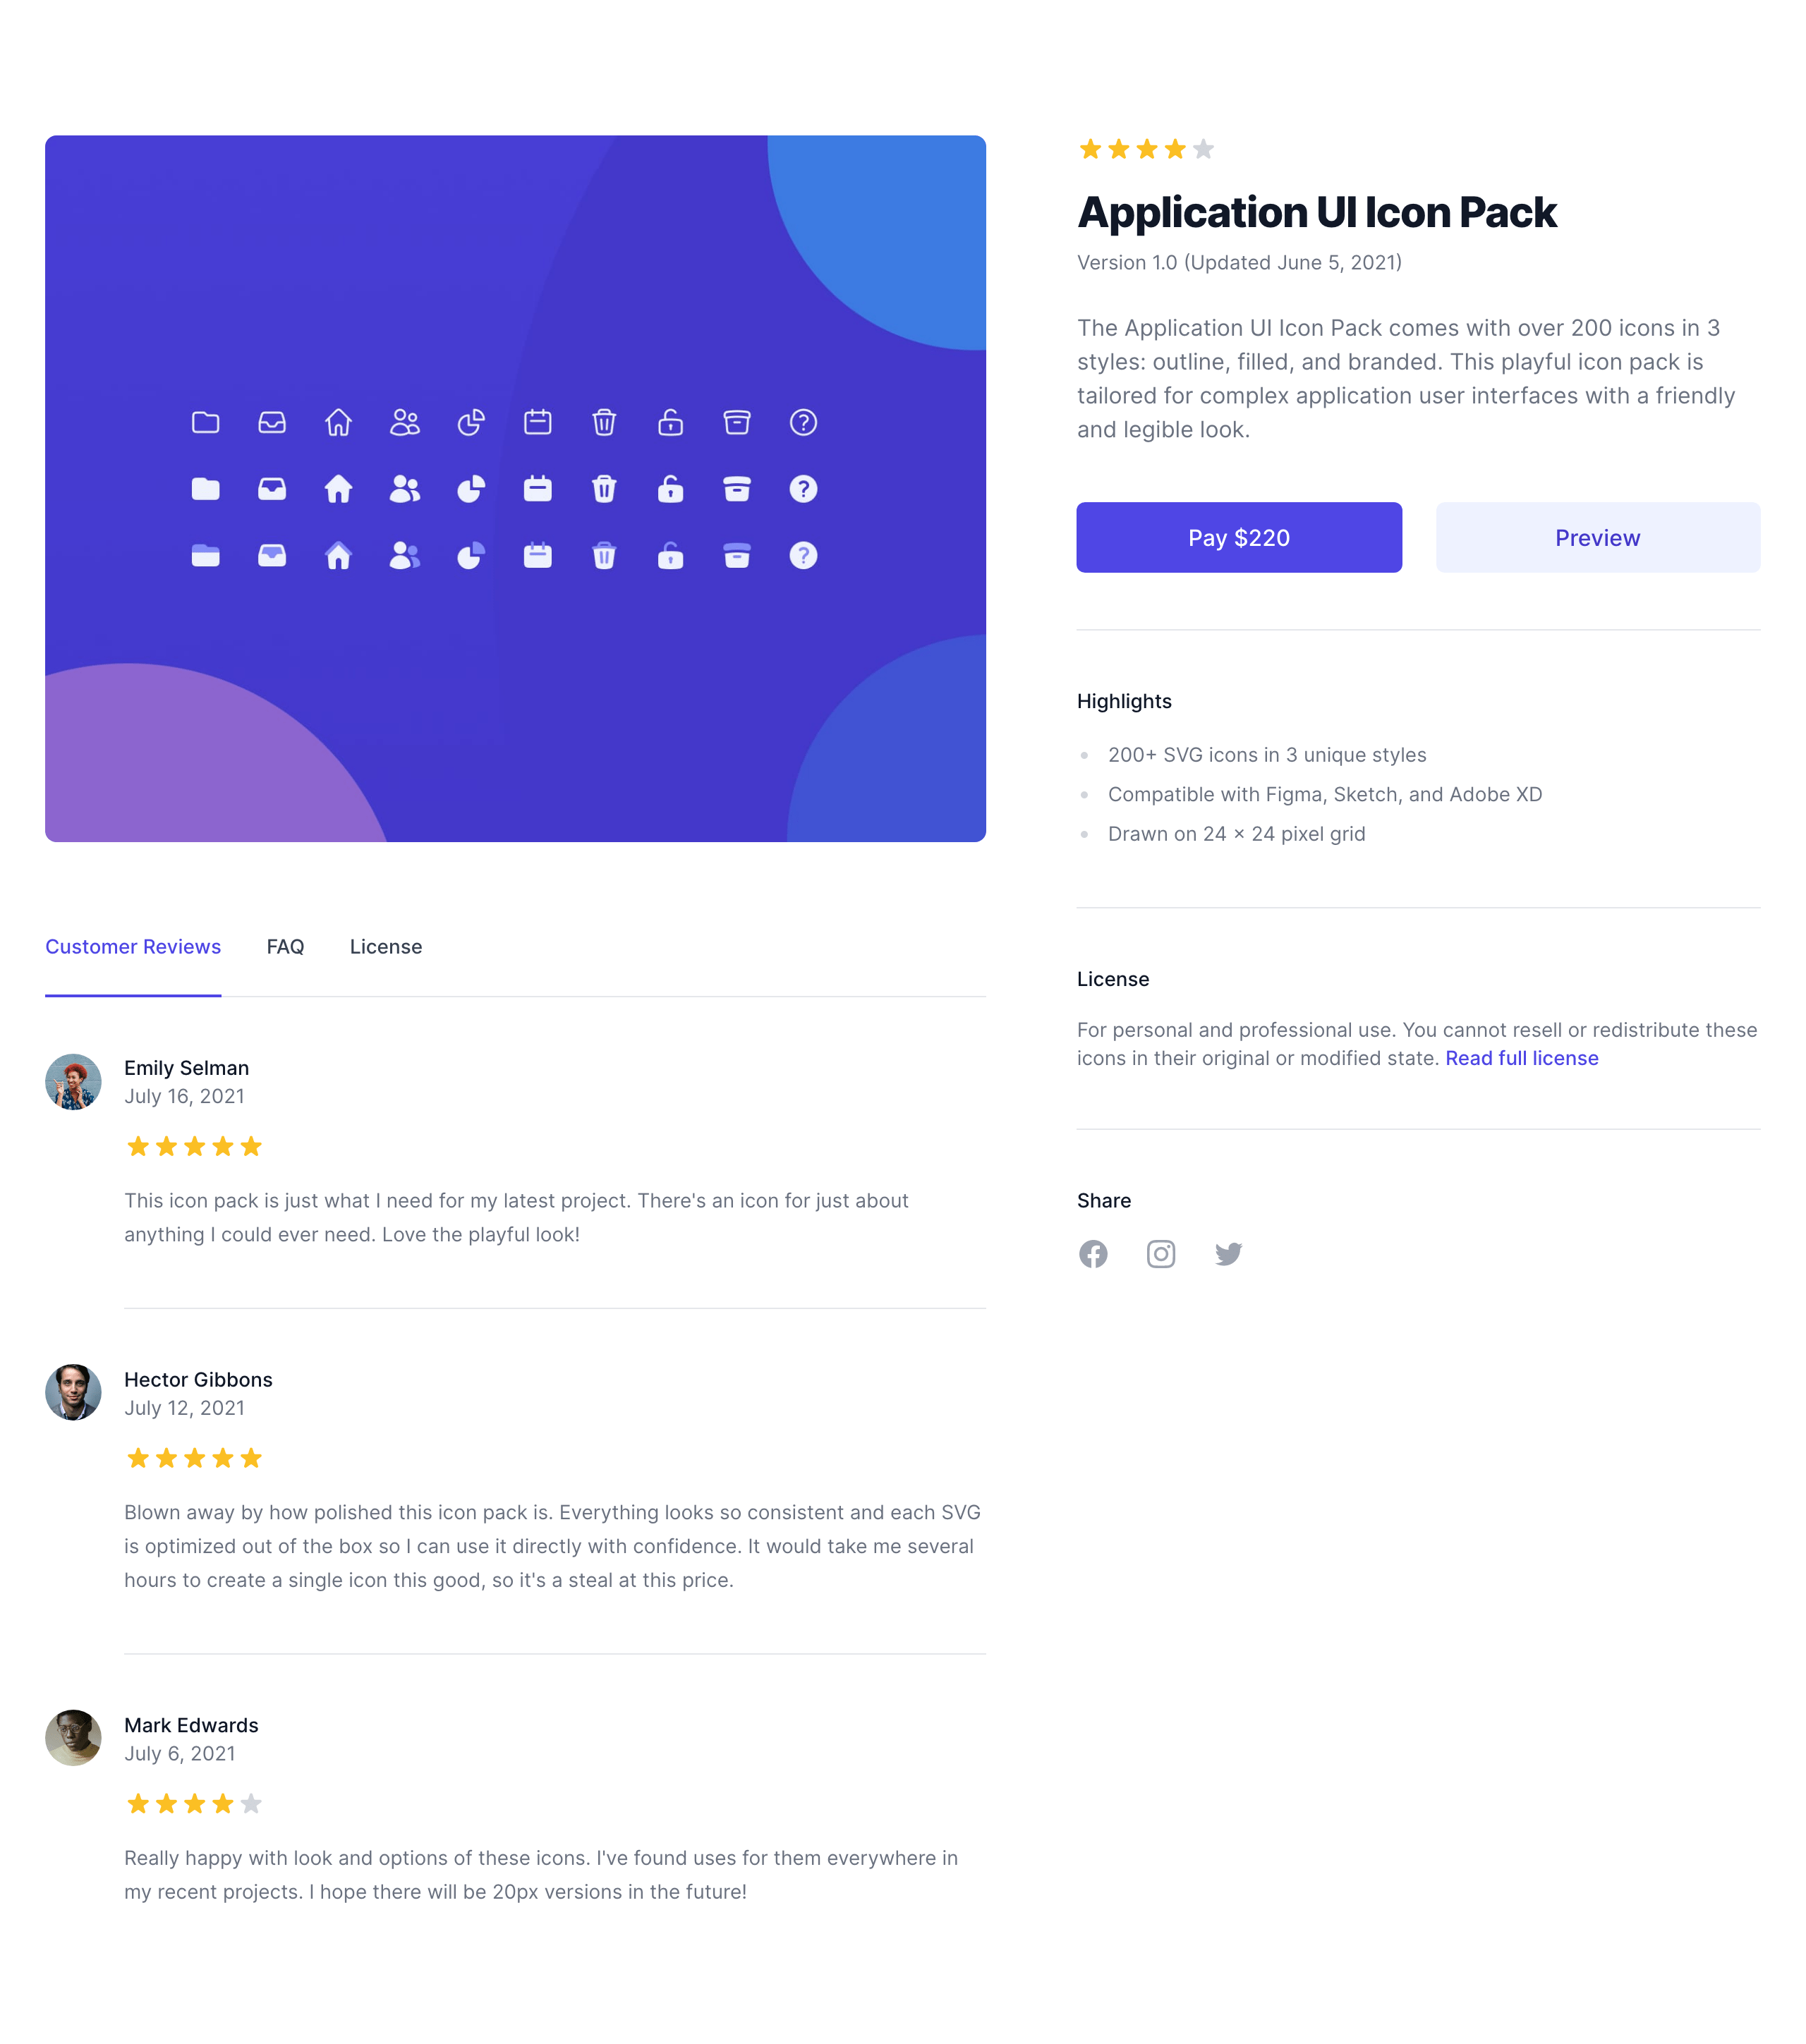 Application UI Icon Pack
Version 1.0 (Updated June 5, 2021)
The Application UI Icon Pack comes with over 200 icons in 3
styles: outline, filled, and branded. This playful icon pack is
tailored for complex application user interfaces with a friendly
and legible look.
Pay $220
Preview
Highlights
200+ SVG icons in 3 unique styles
Compatible with Figma, Sketch, and Adobe XD
Drawn on 24 × 24 pixel grid
License
For personal and professional use. You cannot resell or redistribute these
icons in their original or modified state. Read full license
Share
Customer Reviews
FAQ
License
Emily Selman
July 16, 2021
This icon pack is just what I need for my latest project. There's an icon for just about
anything I could ever need. Love the playful look!
Hector Gibbons
July 12, 2021
Blown away by how polished this icon pack is. Everything looks so consistent and each SVG
is optimized out of the box so I can use it directly with confidence. It would take me several
hours to create a single icon this good, so it's a steal at this price.
Mark Edwards
July 6, 2021
Really happy with look and options of these icons. I've found uses for them everywhere in
my recent projects. I hope there will be 20px versions in the future!